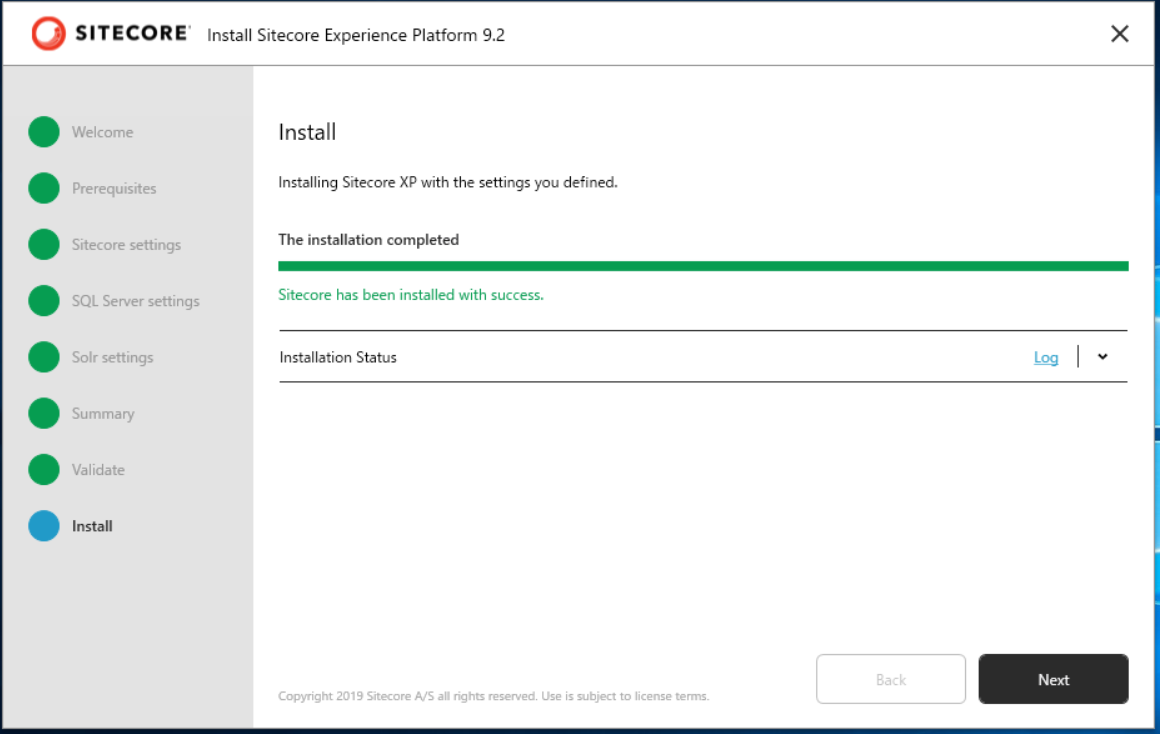 SITECORE Install Sitecore Experience Platform 9.2
Welcome
Prerequisites
Sitecore settings
SQL Server settings
Solr settings
Summary
Validate
Install
Install
Installing Sitecore XP with the settings you defined.
The installation completed
Sitecore has been installed with success.
Installation Status Log
Back Next
Copyright 2019 Sitecore A/S all rights reserved. Use is subject to license terms.